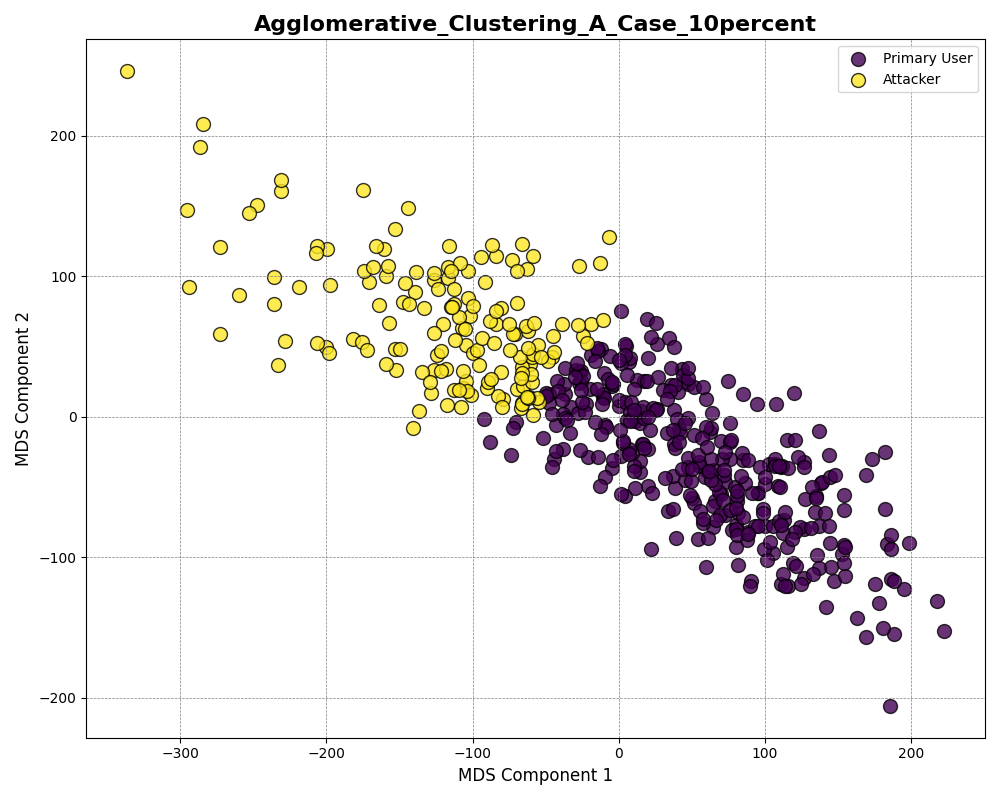 Agglomerative_Clustering_A_Case_10percent
Primary User
Attacker
MDS Component 2
200
100
0
−100
−200
−300
−200
−100
0
100
200
MDS Component 1